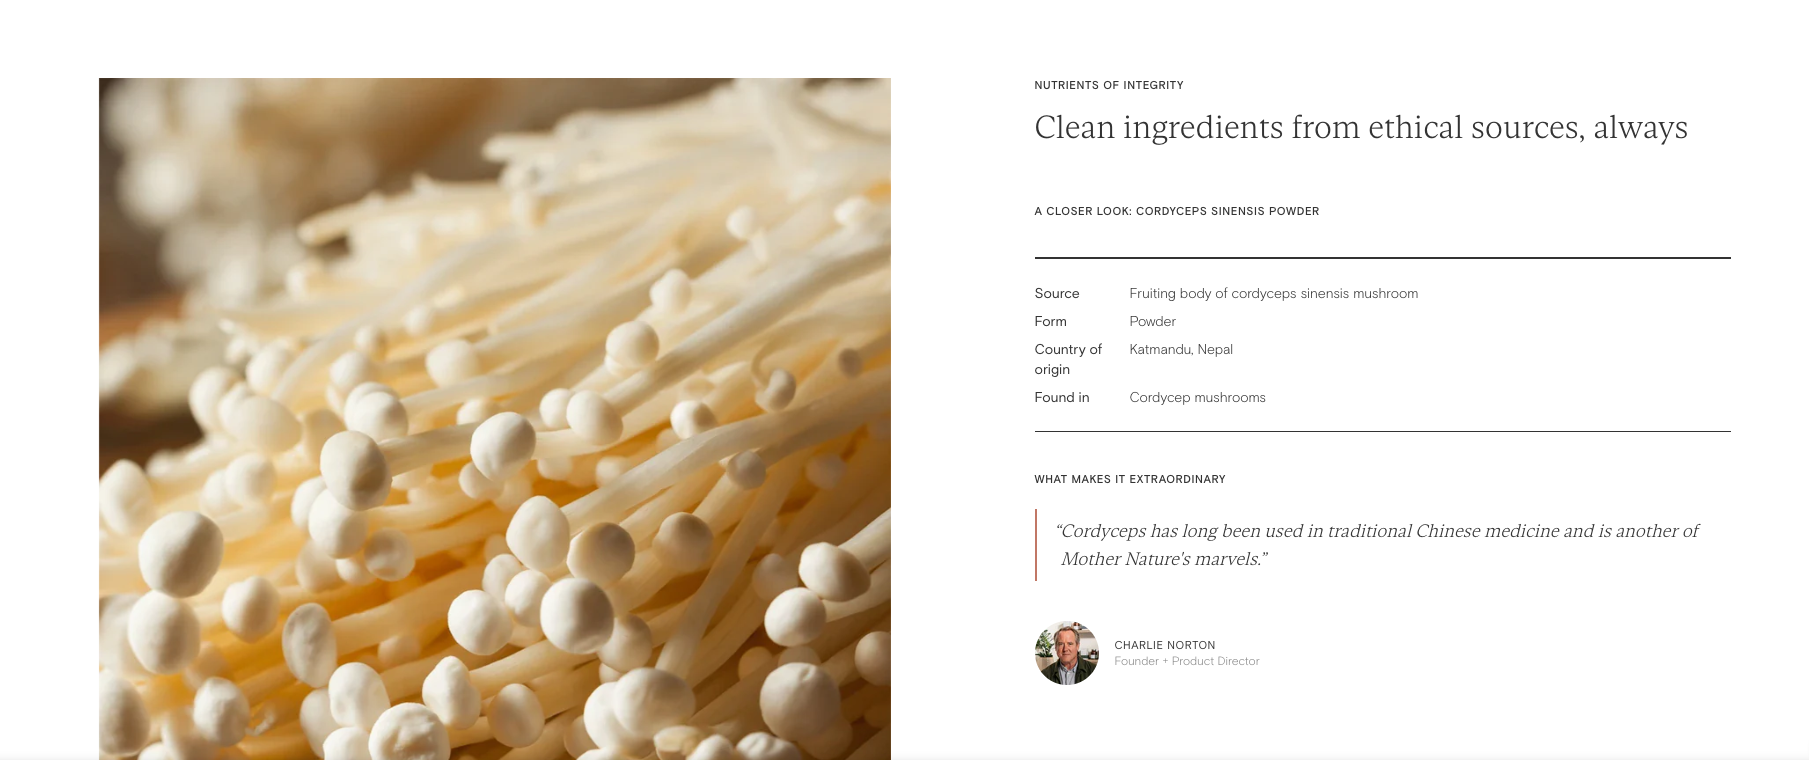 NUTRIENTS OF INTEGRITY
Clean ingredients from ethical sources, always
A CLOSER LOOK: CORDYCEPS SINENSIS POWDER
Source Fruiting body of cordyceps sinensis mushroom
Form Powder
Country of Katmandu, Nepal
origin
Found in Cordycep mushrooms
WHAT MAKES IT EXTRAORDINARY
“Cordyceps has long been used in traditional Chinese medicine and is another of
Mother Nature's marvels.”
CHARLIE NORTON
Founder + Product Director